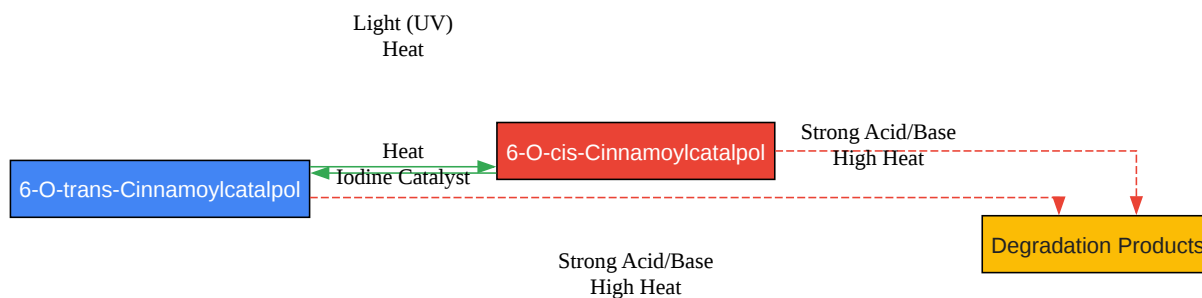 Light (UV)
Heat
6-O-trans-Cinnamoylcatalpol
Heat
Iodine Catalyst
6-O-cis-Cinnamoylcatalpol
Strong Acid/Base
High Heat
Strong Acid/Base
High Heat
Degradation Products